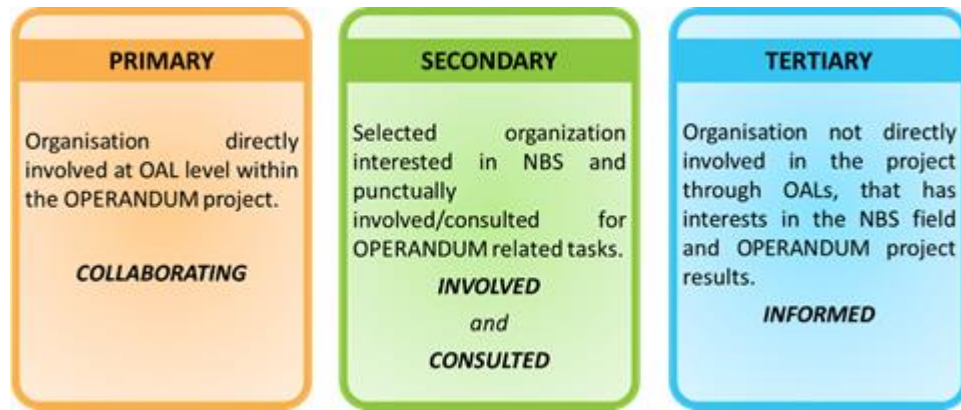 PRIMARY
Organisation directly
involved at OAL level within
the OPERANDUM project.
COLLABORATING
SECONDARY
Selected organization
interested in NBS and
punctually
involved/consulted for
OPERANDUM related tasks.
INVOLVED
and
CONSULTED
TERTIARY
Organisation not directly
involved in the project
through OALs, that has
interests in the NBS field
and OPERANDUM project
results.
INFORMED